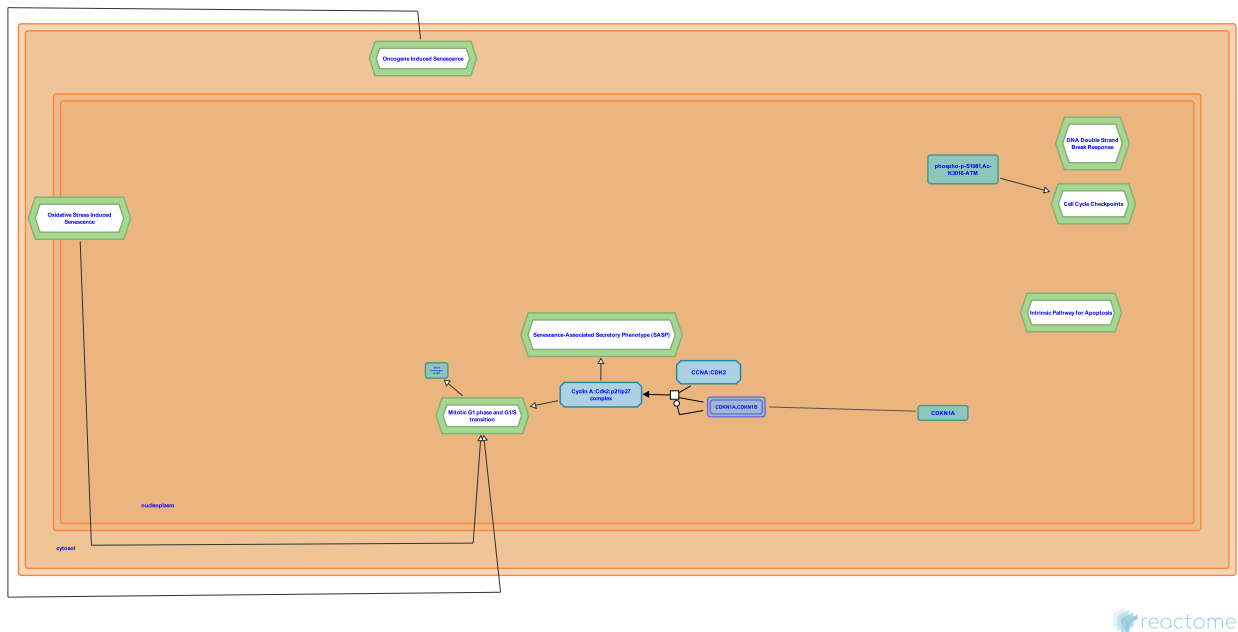 Oncogene Induced Senescence
DNA Double Strand
Break Response
phospho-p-S1981,Ac-
K3016-ATM
Cell Cycle Checkpoints
Oxidative Stress Induced
Senescence
Intrinsic Pathway for Apoptosis
Senescence-Associated Secretory Phenotype (SASP)
CCNA:CDK2
Cyclin A:Cdk2:p21/p27
complex
CDKN1A,CDKN1B
CDKN1A
Mitotic G1 phase and G1/S
transition
nucleoplasm
cytosol
reactome